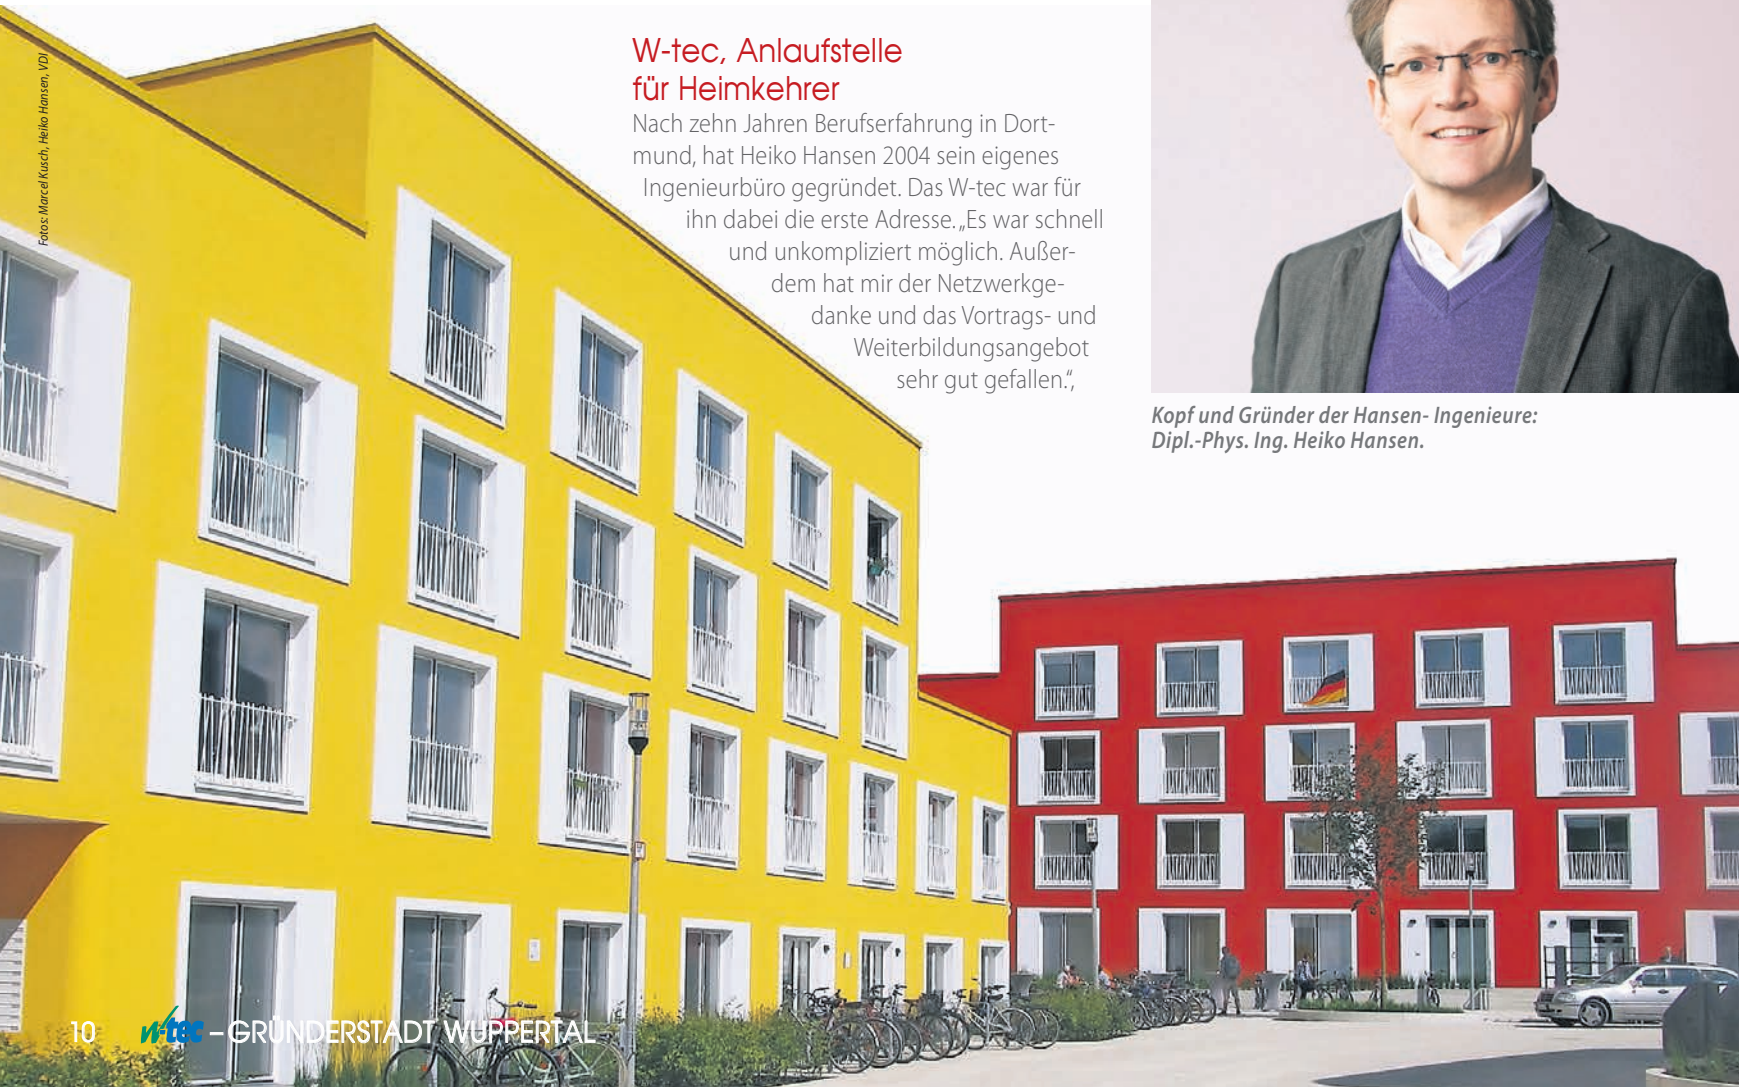 Fotos: Marcel Kusch, Heiko Hansen, VDI
W-tec, Anlaufstelle
für Heimkehrer
Nach zehn Jahren Berufserfahrung in Dort-
mund, hat Heiko Hansen 2004 sein eigenes
Ingenieurbüro gegründet. Das W-tec war für
ihn dabei die erste Adresse. „Es war schnell
und unkompliziert möglich. Außer-
dem hat mir der Netzwerkge-
danke und das Vortrags- und
Weiterbildungsangebot
sehr gut gefallen.“,
Kopf und Gründer der Hansen- Ingenieure:
Dipl.-Phys. Ing. Heiko Hansen.
10 w-tec – GRÜNDERSTADT WUPPERTAL